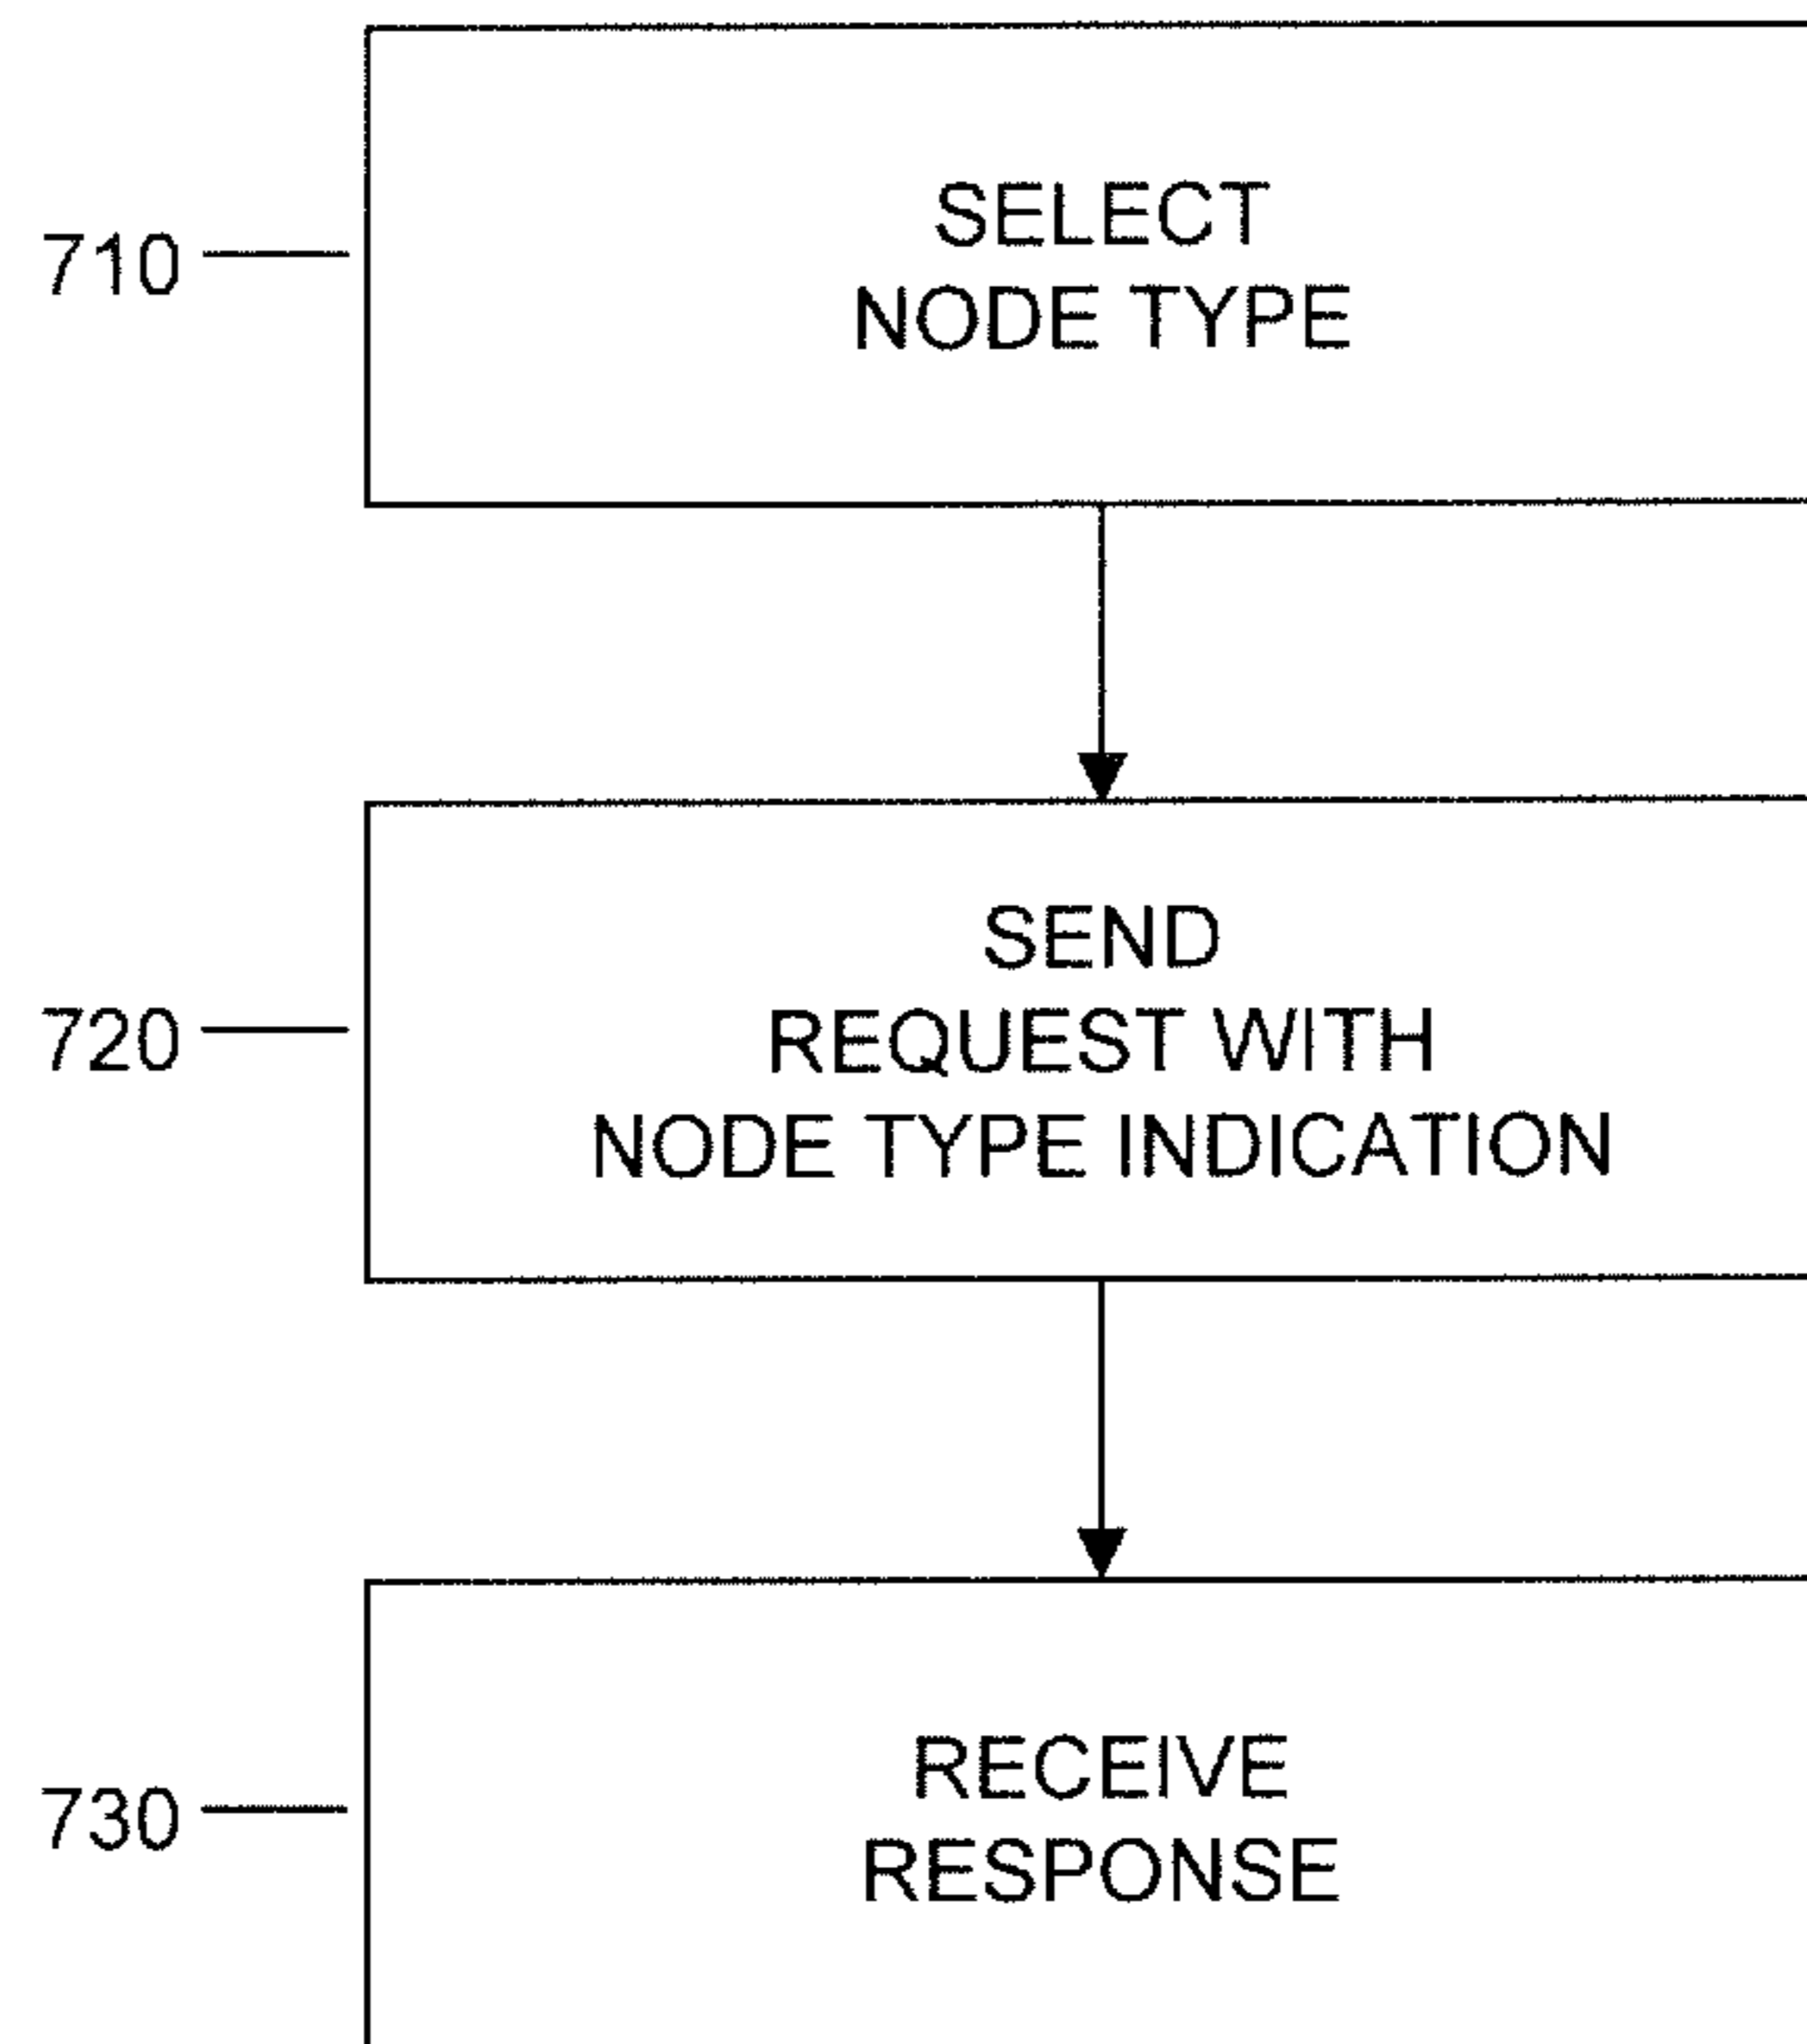 710
SELECT
NODE TYPE
720
SEND
REQUEST WITH
NODE TYPE INDICATION
730
RECEIVE
RESPONSE